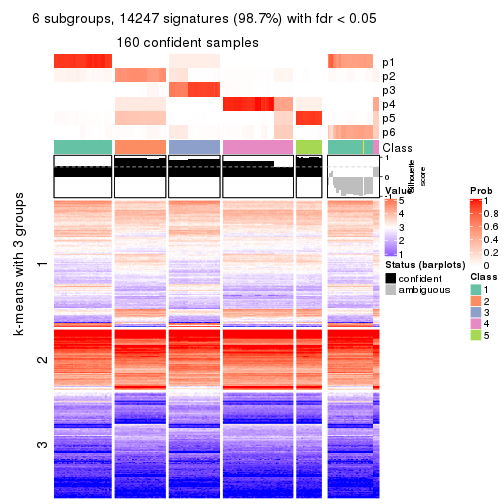 6 subgroups, 14247 signatures (98.7%) with fdr < 0.05
160 confident samples
p1
p2
p3
p4
p5
p6
Class
1
0
-1
Silhouette
score
k-means with 3 groups
1
2
3
Value
5
4
3
2
1
Status (barplots)
confident
ambiguous
Prob
1
0.8
0.6
0.4
0.2
0
Class
1
2
3
4
5